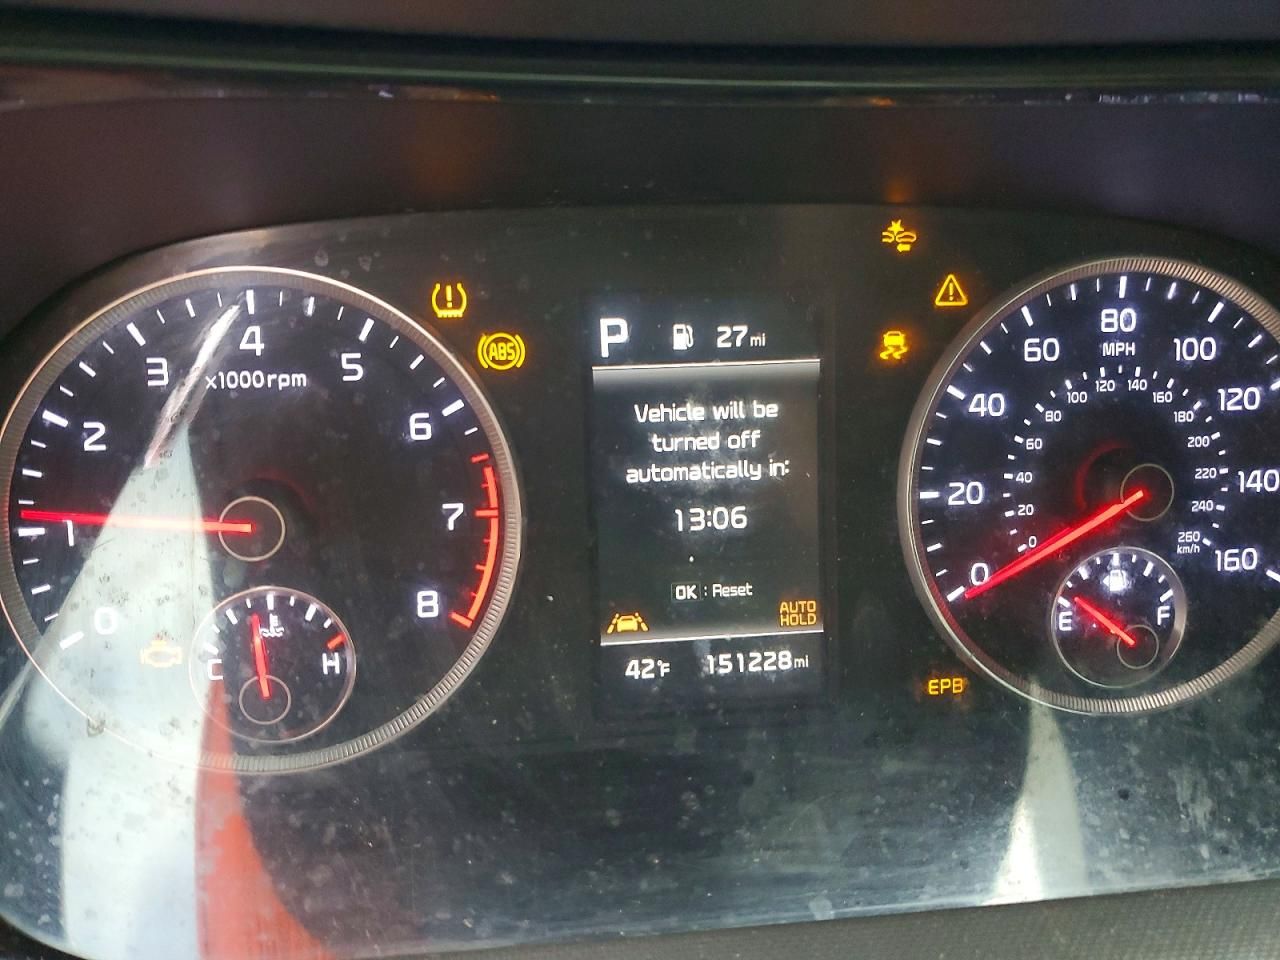 P 27 mi
Vehicle will be
turned off
automatically in:
13:06
OK : Reset
AUTO
HOLD
42°F 151228 mi
ABS
EPB
0
1
2
3
4
5
6
7
8
x1000rpm
C
H
0
20
40
60
80
100
120
140
160
MPH
0
20
40
60
80
100
120
140
160
180
200
220
240
260
km/h
E
F